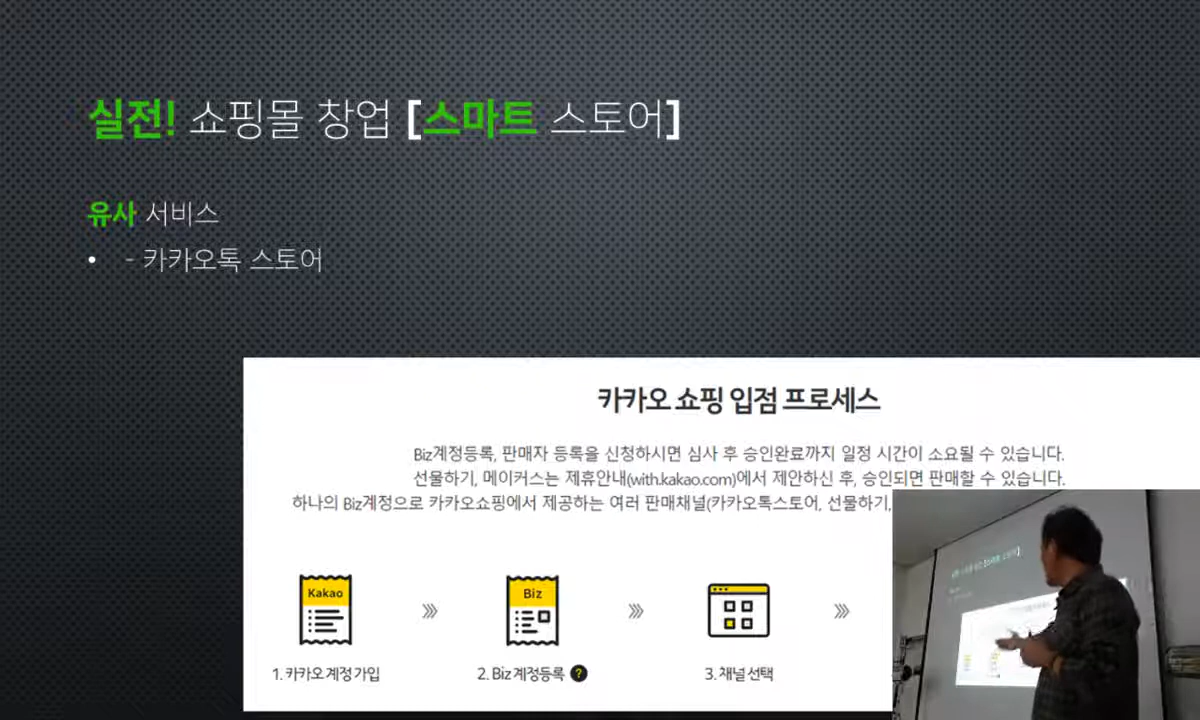 실전! 쇼핑몰 창업 [스마트 스토어]
유사 서비스
• - 카카오톡 스토어
카카오 쇼핑 입점 프로세스
Biz계정등록, 판매자 등록을 신청하시면 심사 후 승인완료까지 일정 시간이 소요될 수 있습니다.
선물하기, 메이커스는 제휴안내(with.kakao.com)에서 제안하신 후, 승인되면 판매할 수 있습니다.
하나의 Biz계정으로 카카오쇼핑에서 제공하는 여러 판매채널(카카오톡스토어, 선물하기,
Kakao
Biz
1. 카카오 계정 가입
2. Biz 계정등록 ?
3. 채널 선택